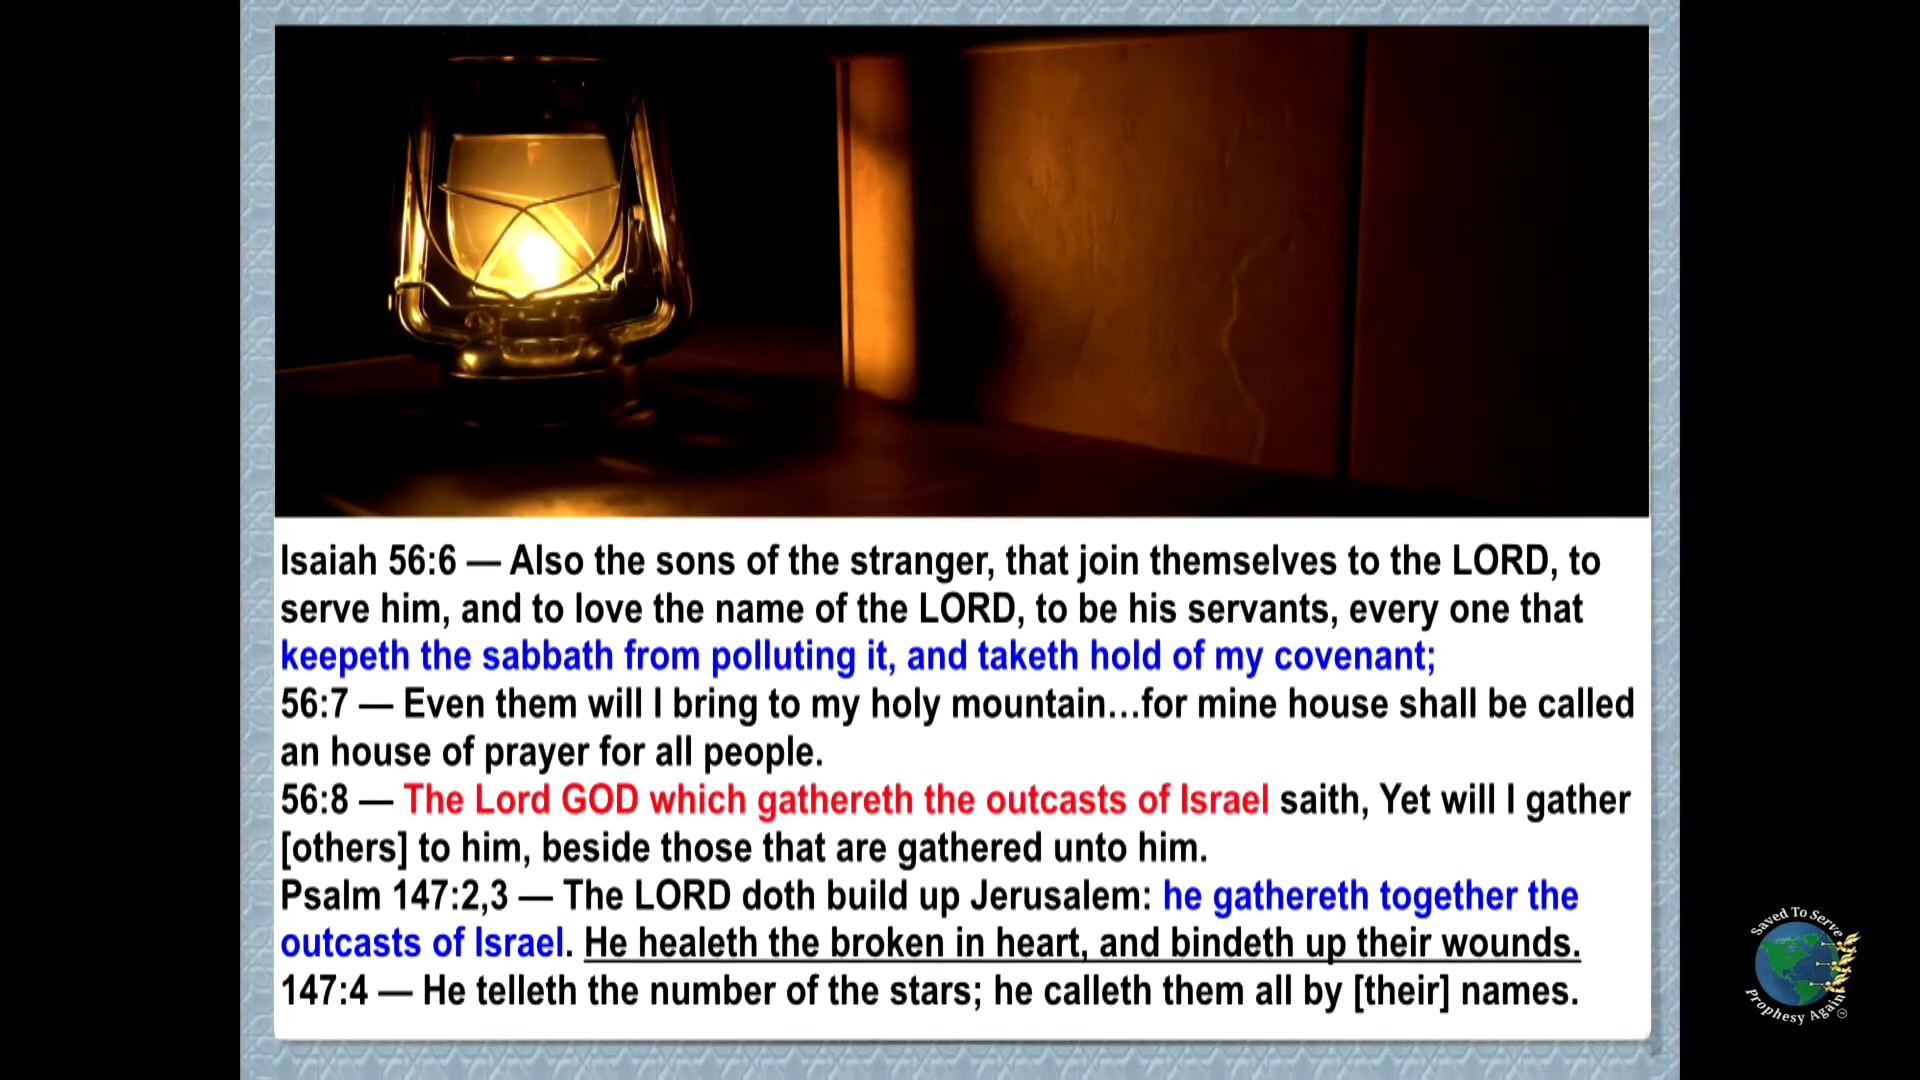 Isaiah 56:6 — Also the sons of the stranger, that join themselves to the LORD, to
serve him, and to love the name of the LORD, to be his servants, every one that
keepeth the sabbath from polluting it, and taketh hold of my covenant;
56:7 — Even them will I bring to my holy mountain…for mine house shall be called
an house of prayer for all people.
56:8 — The Lord GOD which gathereth the outcasts of Israel saith, Yet will I gather
[others] to him, beside those that are gathered unto him.
Psalm 147:2,3 — The LORD doth build up Jerusalem: he gathereth together the
outcasts of Israel. He healeth the broken in heart, and bindeth up their wounds.
147:4 — He telleth the number of the stars; he calleth them all by [their] names.
Saved To Serve
Prophesy Again